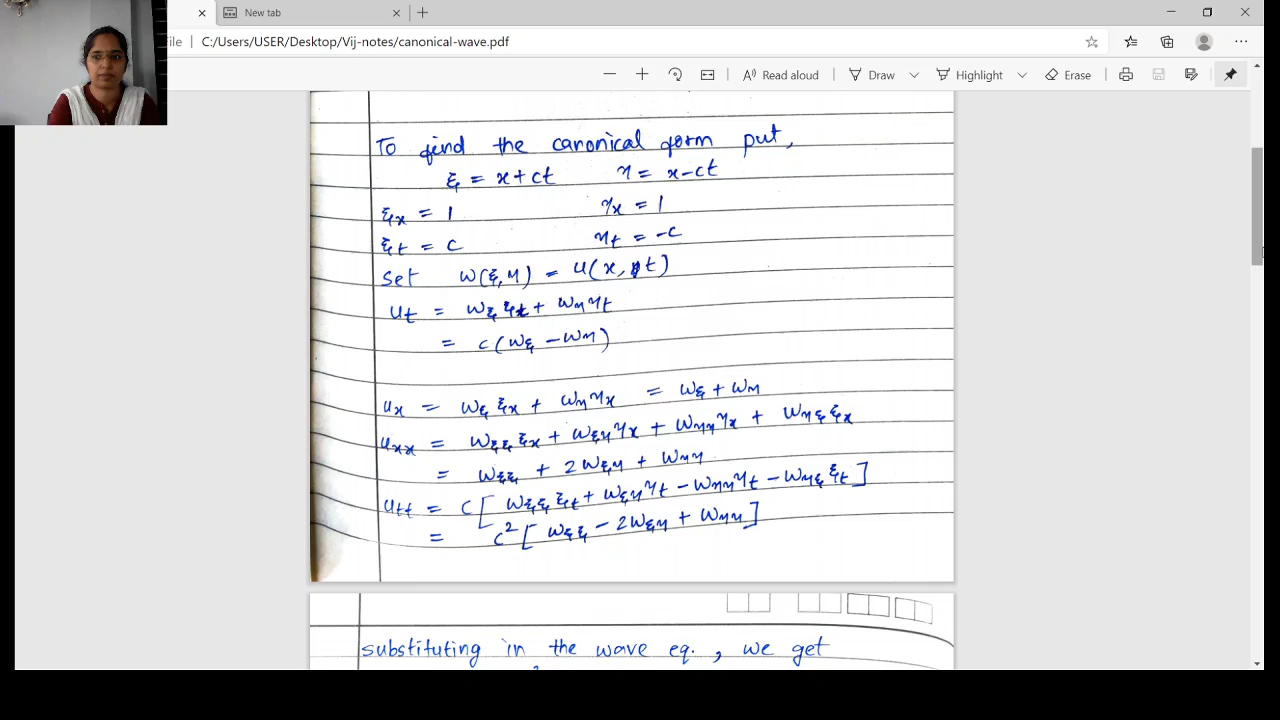 New tab
ile C:/Users/USER/Desktop/Vij-notes/canonical-wave.pdf
Read aloud Draw Highlight Erase
To find the canonical form put,
ξ = x+ct η = x-ct
ξx = 1 ηx = 1
ξt = c ηt = -c
set w(ξ,η) = u(x, t)
ut = wξ ξt + wη ηt
= c(wξ - wη)
ux = wξ ξx + wη ηx = wξ + wη
uxx = wξξ ξx + wξη ηx + wηη ηx + wηξ ξx
= wξξ + 2wξη + wηη
utt = c[wξξ ξt + wξη ηt - wηη ηt - wηξ ξt]
= c²[wξξ - 2wξη + wηη]
substituting in the wave eq., we get